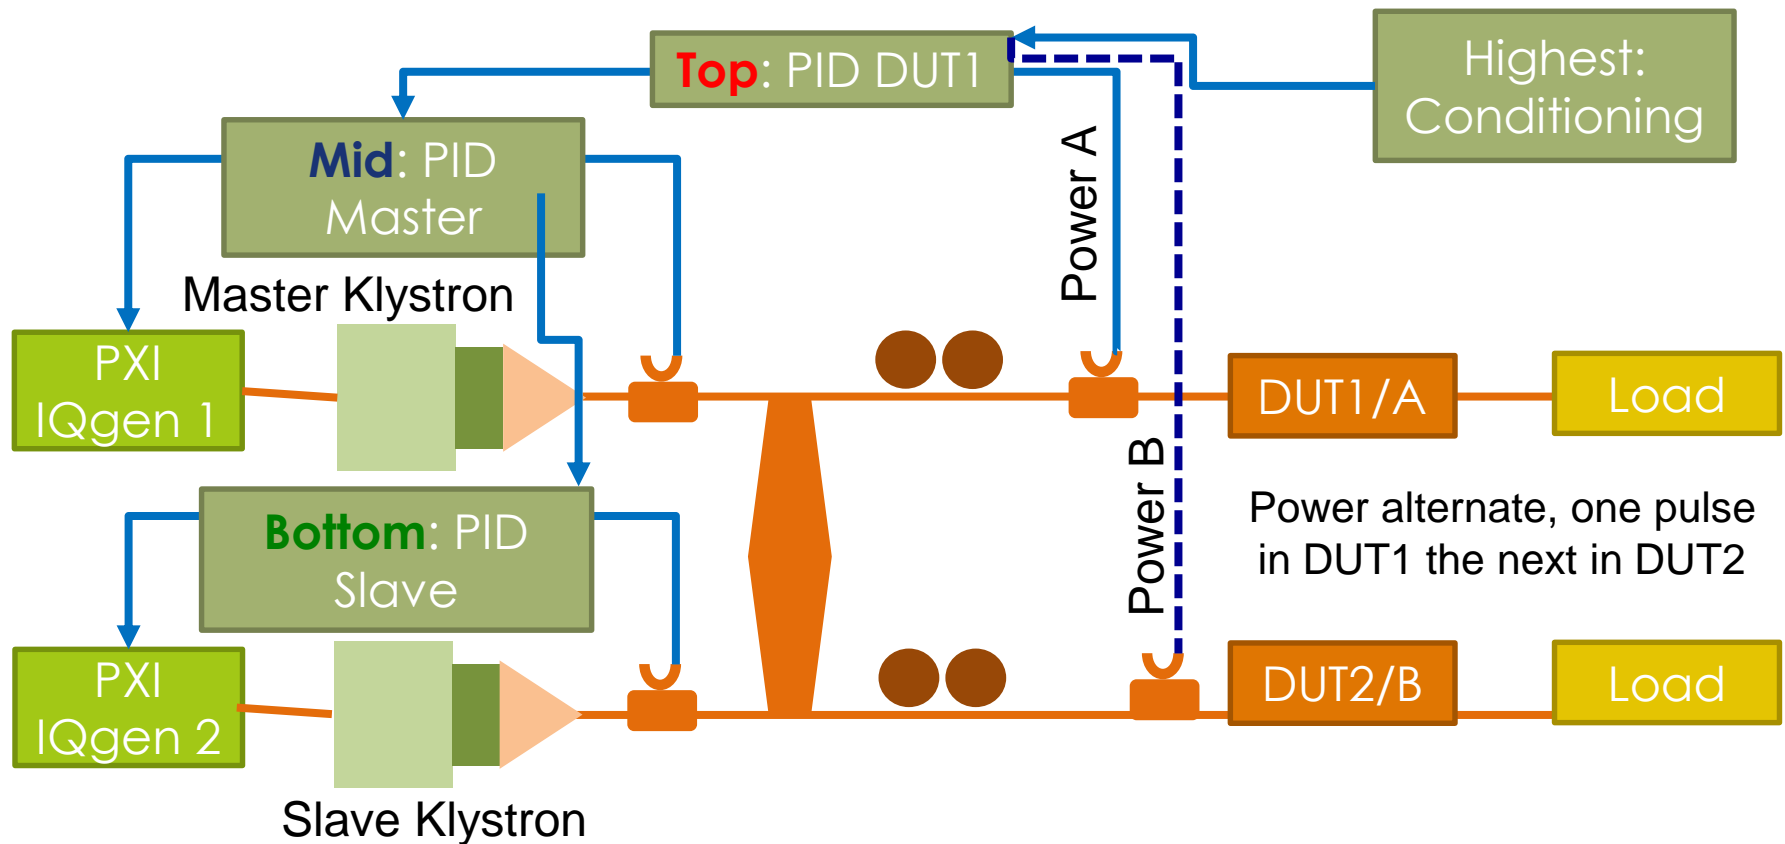 Top: PID DUT1
Highest:
Conditioning
Mid: PID
Master
Power A
Master Klystron
PXI
IQgen 1
DUT1/A
Load
Power B
Bottom: PID
Slave
Power alternate, one pulse
in DUT1 the next in DUT2
PXI
IQgen 2
DUT2/B
Load
Slave Klystron